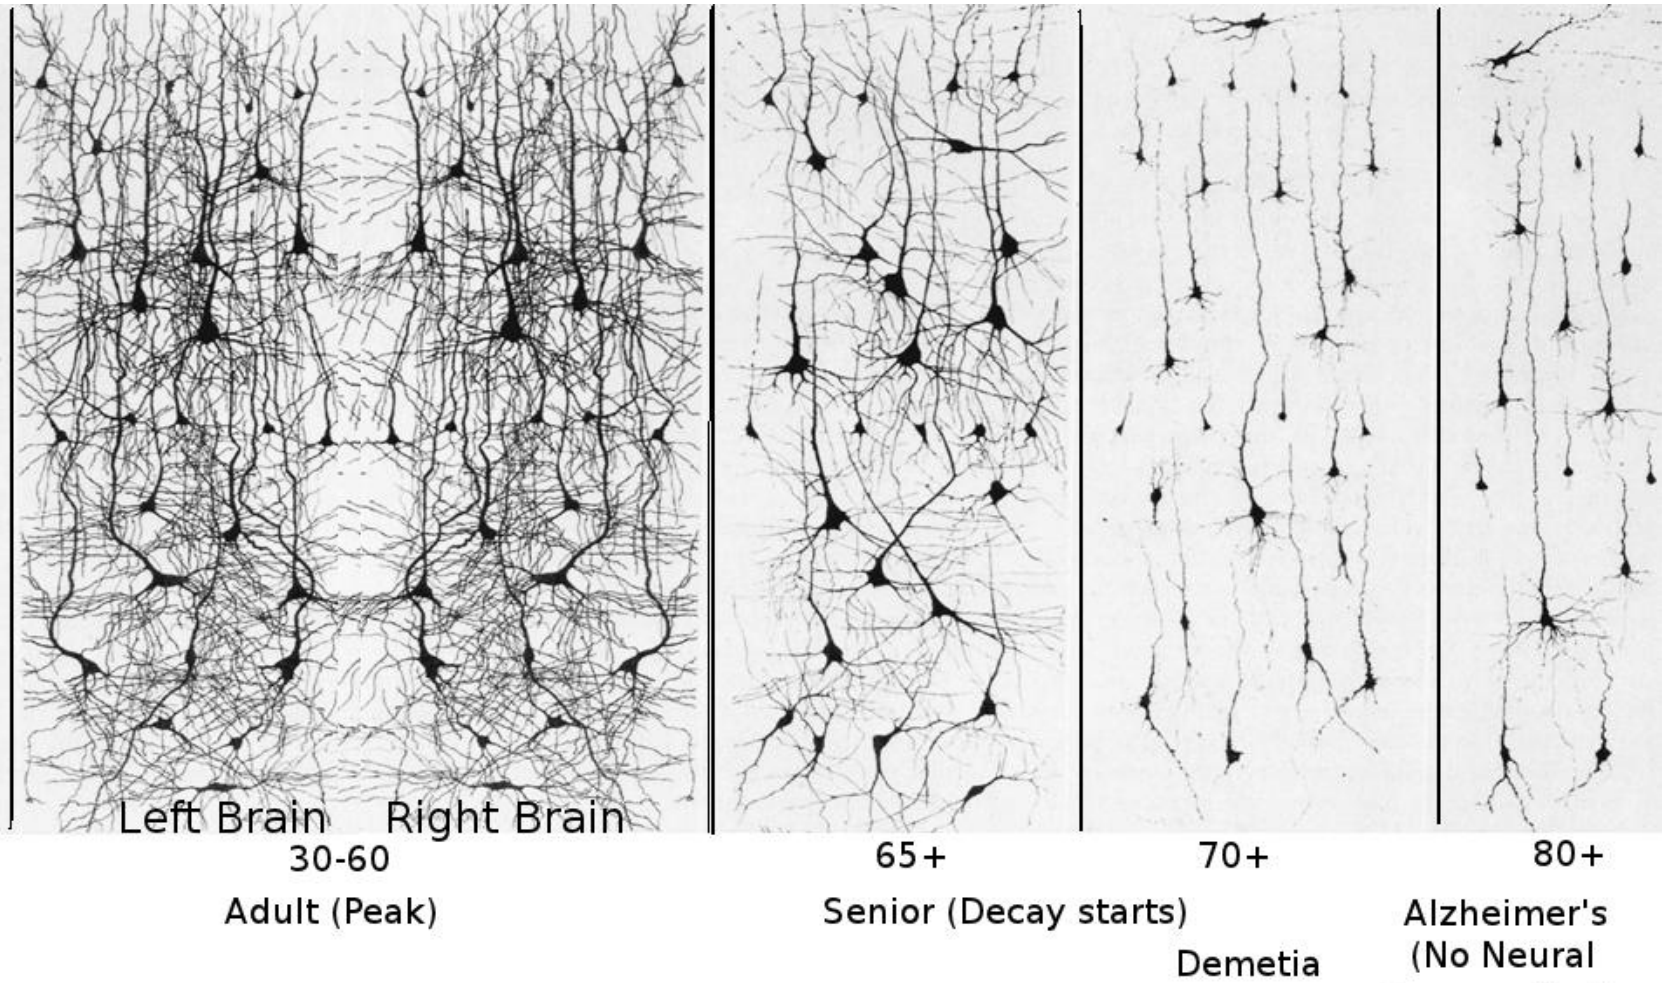 Left Brain
Right Brain
30-60
65+
70+
80+
Adult (Peak)
Senior (Decay starts)
Alzheimer's
Demetia
(No Neural